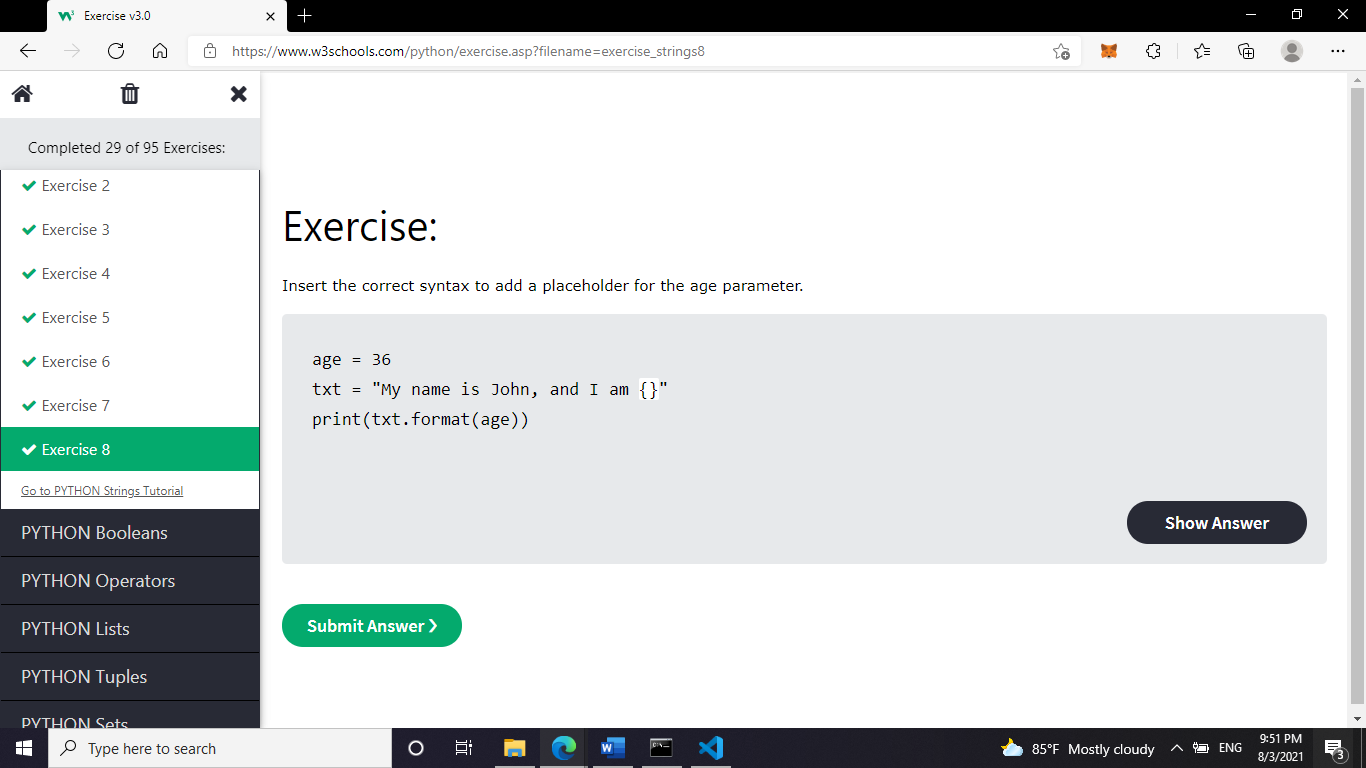 Exercise v3.0
https://www.w3schools.com/python/exercise.asp?filename=exercise_strings8
Completed 29 of 95 Exercises:
Exercise 2
Exercise 3
Exercise 4
Exercise 5
Exercise 6
Exercise 7
Exercise 8
Go to PYTHON Strings Tutorial
PYTHON Booleans
PYTHON Operators
PYTHON Lists
PYTHON Tuples
PYTHON Sets
Exercise:
Insert the correct syntax to add a placeholder for the age parameter.
age = 36
txt = "My name is John, and I am {}"
print(txt.format(age))
Show Answer
Submit Answer ❯
Type here to search
85°F Mostly cloudy
ENG
9:51 PM
8/3/2021
3